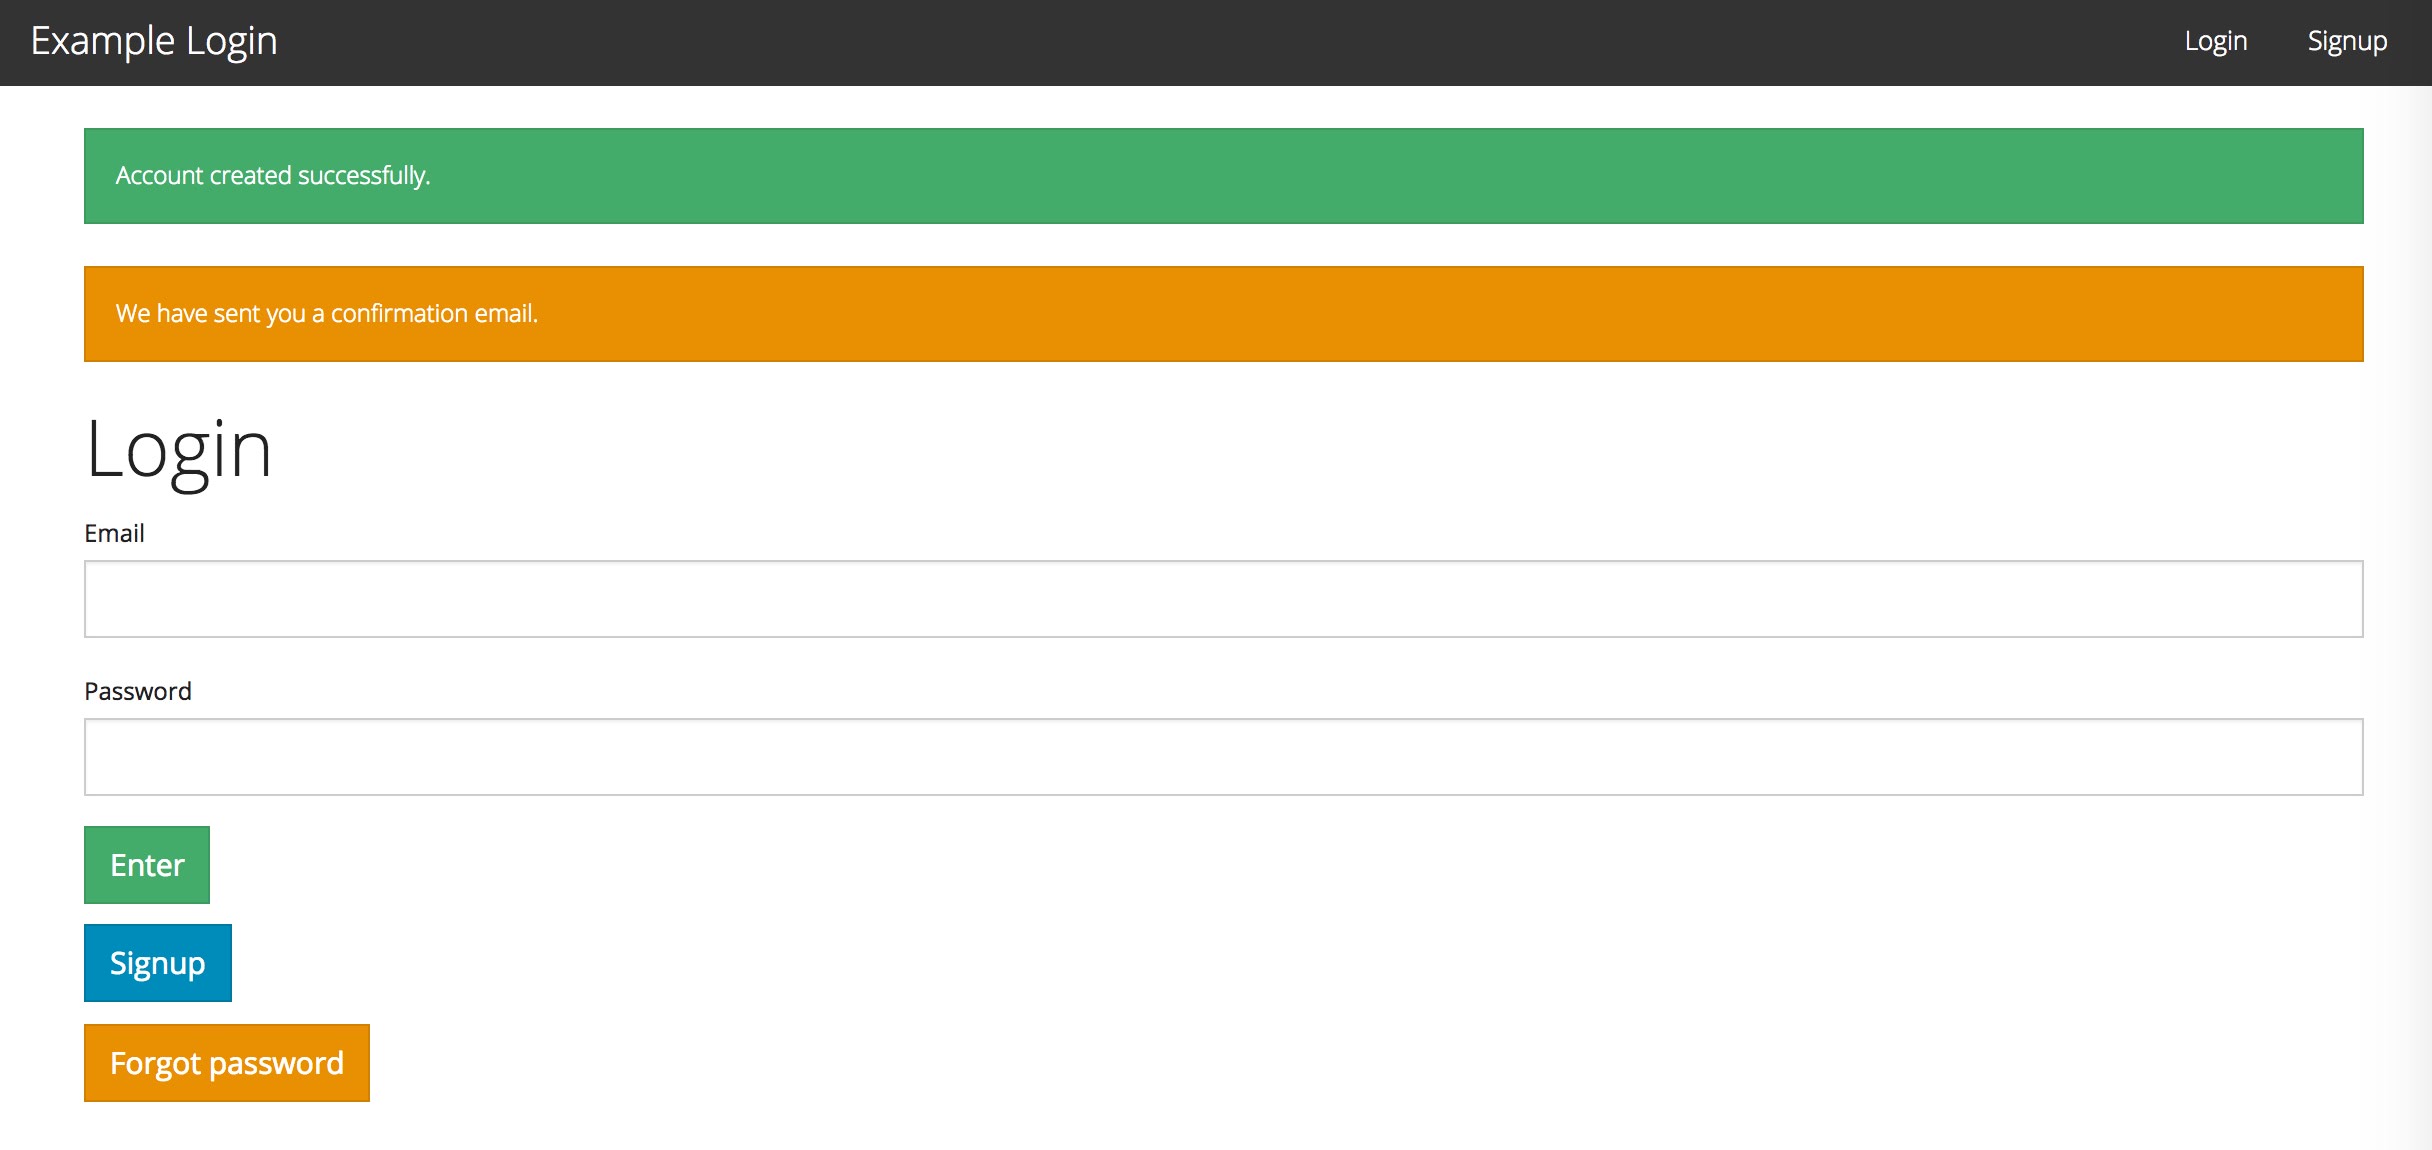 Example Login
Login
Signup
Account created successfully.
We have sent you a confirmation email.
Login
Email
Password
Enter
Signup
Forgot password